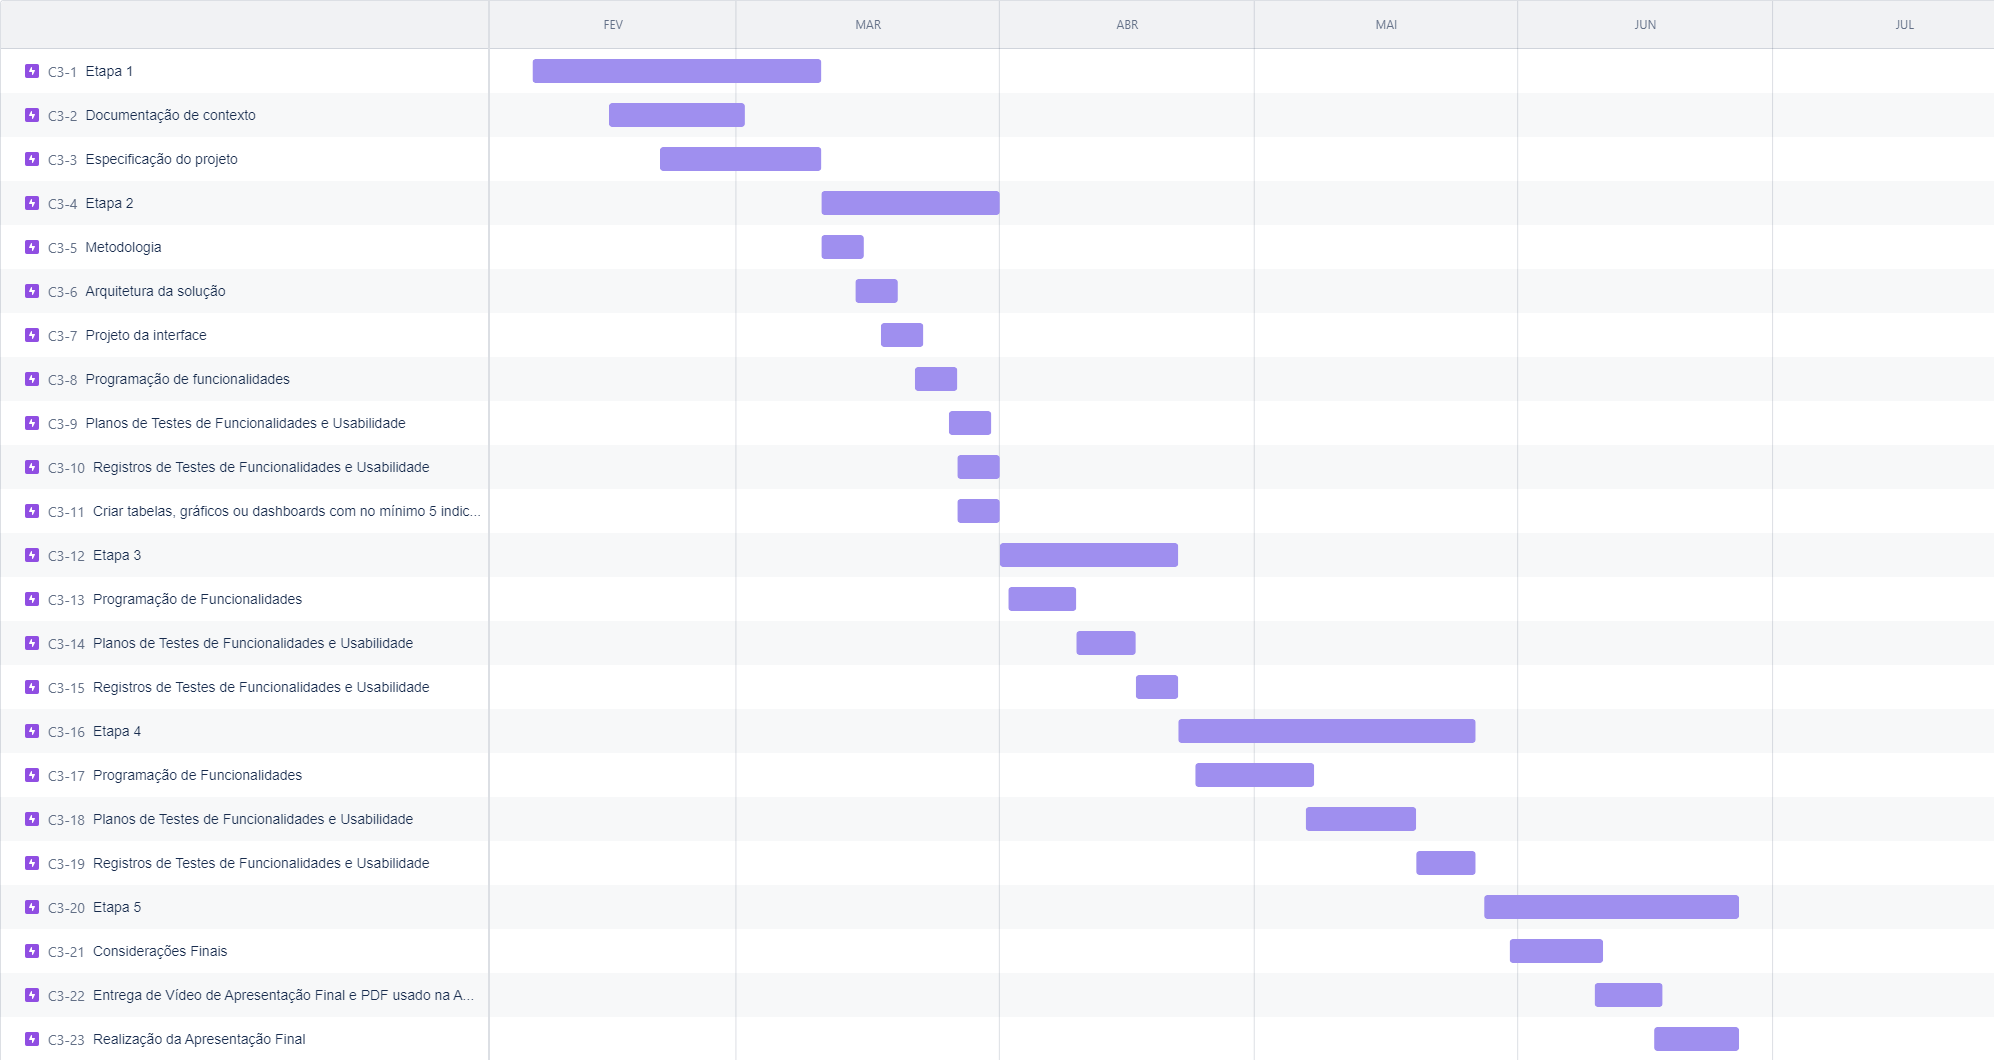 FEV MAR ABR MAI JUN JUL
C3-1 Etapa 1
C3-2 Documentação de contexto
C3-3 Especificação do projeto
C3-4 Etapa 2
C3-5 Metodologia
C3-6 Arquitetura da solução
C3-7 Projeto da interface
C3-8 Programação de funcionalidades
C3-9 Planos de Testes de Funcionalidades e Usabilidade
C3-10 Registros de Testes de Funcionalidades e Usabilidade
C3-11 Criar tabelas, gráficos ou dashboards com no mínimo 5 indic...
C3-12 Etapa 3
C3-13 Programação de Funcionalidades
C3-14 Planos de Testes de Funcionalidades e Usabilidade
C3-15 Registros de Testes de Funcionalidades e Usabilidade
C3-16 Etapa 4
C3-17 Programação de Funcionalidades
C3-18 Planos de Testes de Funcionalidades e Usabilidade
C3-19 Registros de Testes de Funcionalidades e Usabilidade
C3-20 Etapa 5
C3-21 Considerações Finais
C3-22 Entrega de Vídeo de Apresentação Final e PDF usado na A...
C3-23 Realização da Apresentação Final